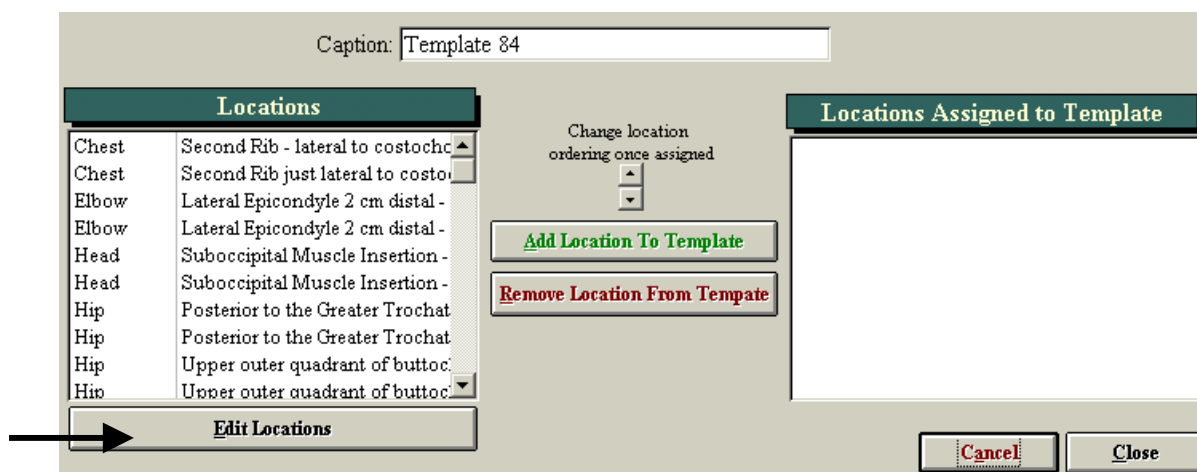 Caption: Template 84
Locations
Chest Second Rib - lateral to costocho
Chest Second Rib just lateral to costo
Elbow Lateral Epicondyle 2 cm distal -
Elbow Lateral Epicondyle 2 cm distal -
Head Suboccipital Muscle Insertion -
Head Suboccipital Muscle Insertion -
Hip Posterior to the Greater Trochat
Hip Posterior to the Greater Trochat
Hip Upper outer quadrant of buttoc
Hip Upper outer quadrant of buttoc
Edit Locations
Change location
ordering once assigned
Add Location To Template
Remove Location From Tempate
Locations Assigned to Template
Cancel Close